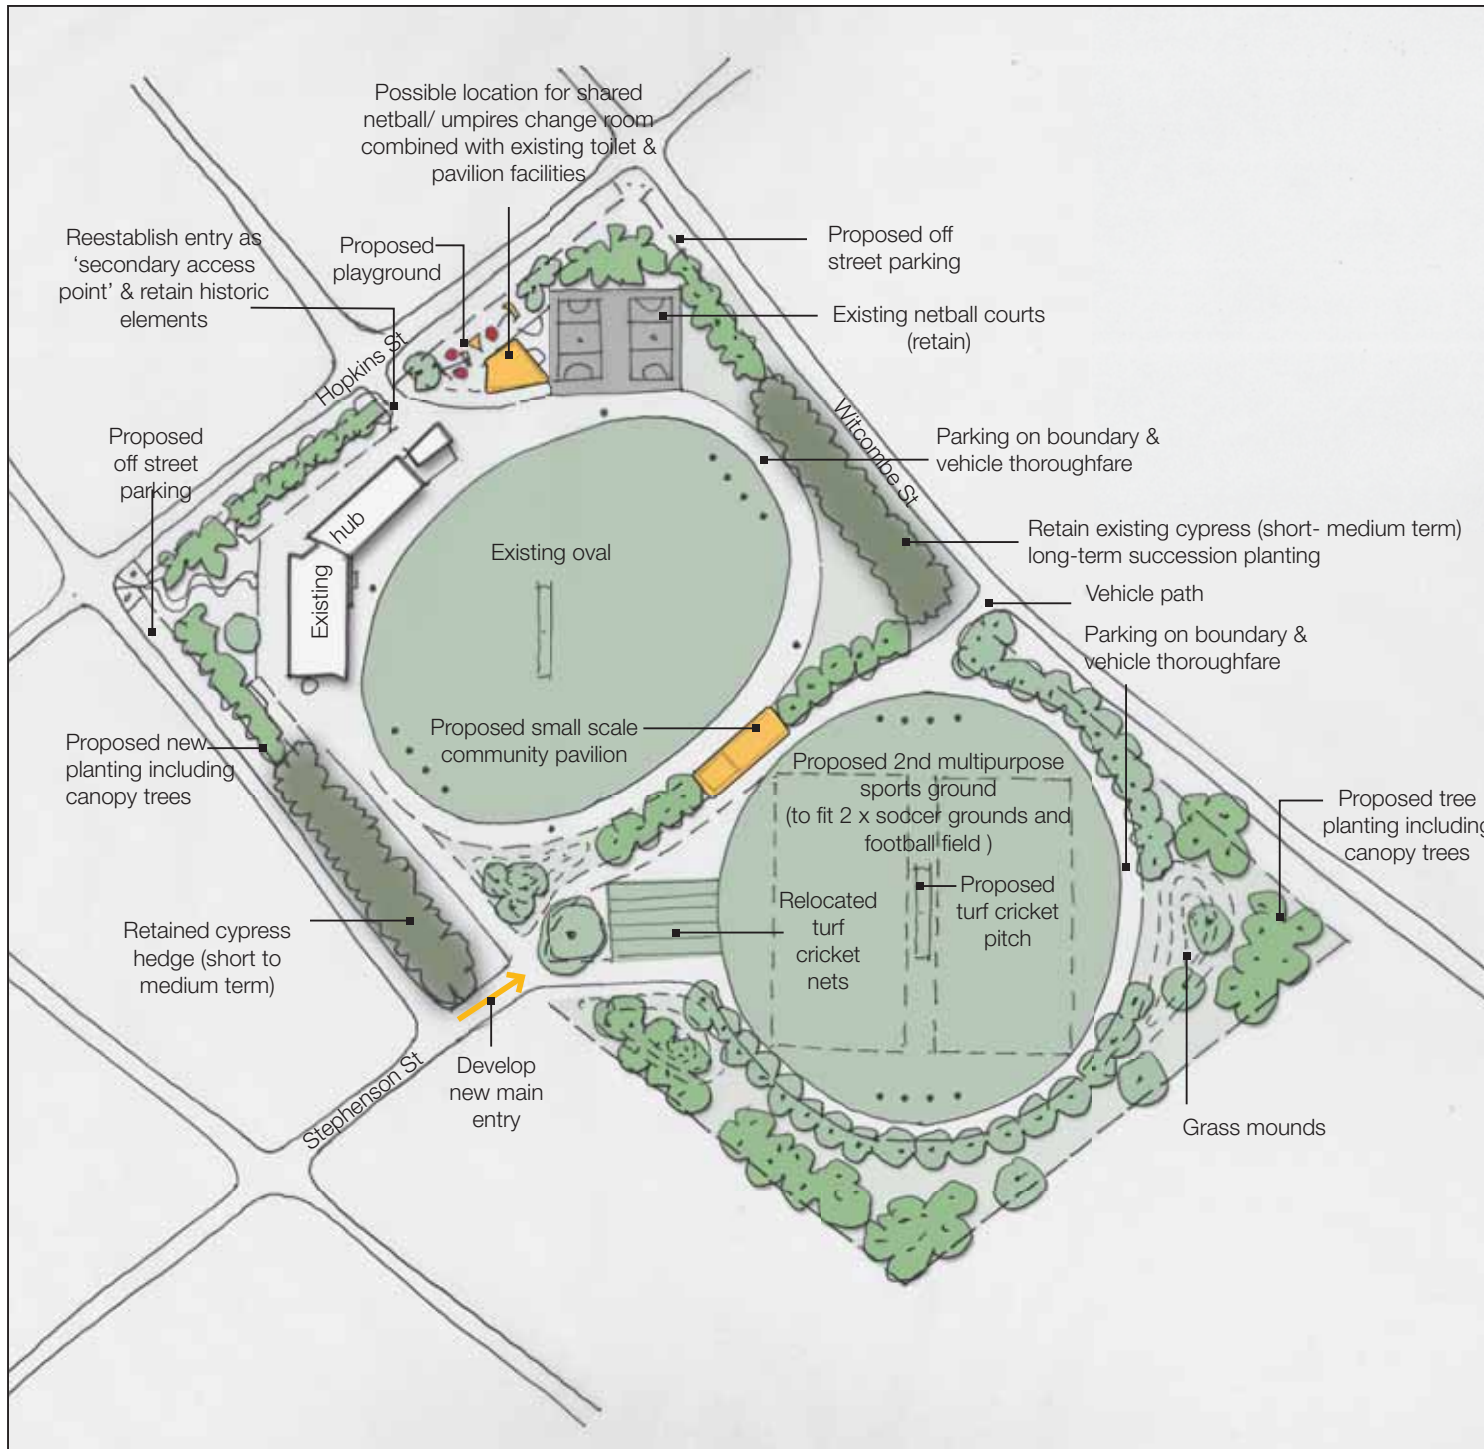 Possible location for shared
netball/ umpires change room
combined with existing toilet &
pavilion facilities
Reestablish entry as
‘secondary access
point’ & retain historic
elements
Proposed
playground
Proposed off
street parking
Existing netball courts
(retain)
Hopkins St
Witcombe St
Proposed
off street
parking
Parking on boundary &
vehicle thoroughfare
hub
Existing
Existing oval
Retain existing cypress (short- medium term)
long-term succession planting
Vehicle path
Parking on boundary &
vehicle thoroughfare
Proposed new
planting including
canopy trees
Proposed small scale
community pavilion
Proposed 2nd multipurpose
sports ground
(to fit 2 x soccer grounds and
football field )
Proposed tree
planting including
canopy trees
Relocated
turf
cricket
nets
Proposed
turf cricket
pitch
Retained cypress
hedge (short to
medium term)
Stephenson St
Develop
new main
entry
Grass mounds